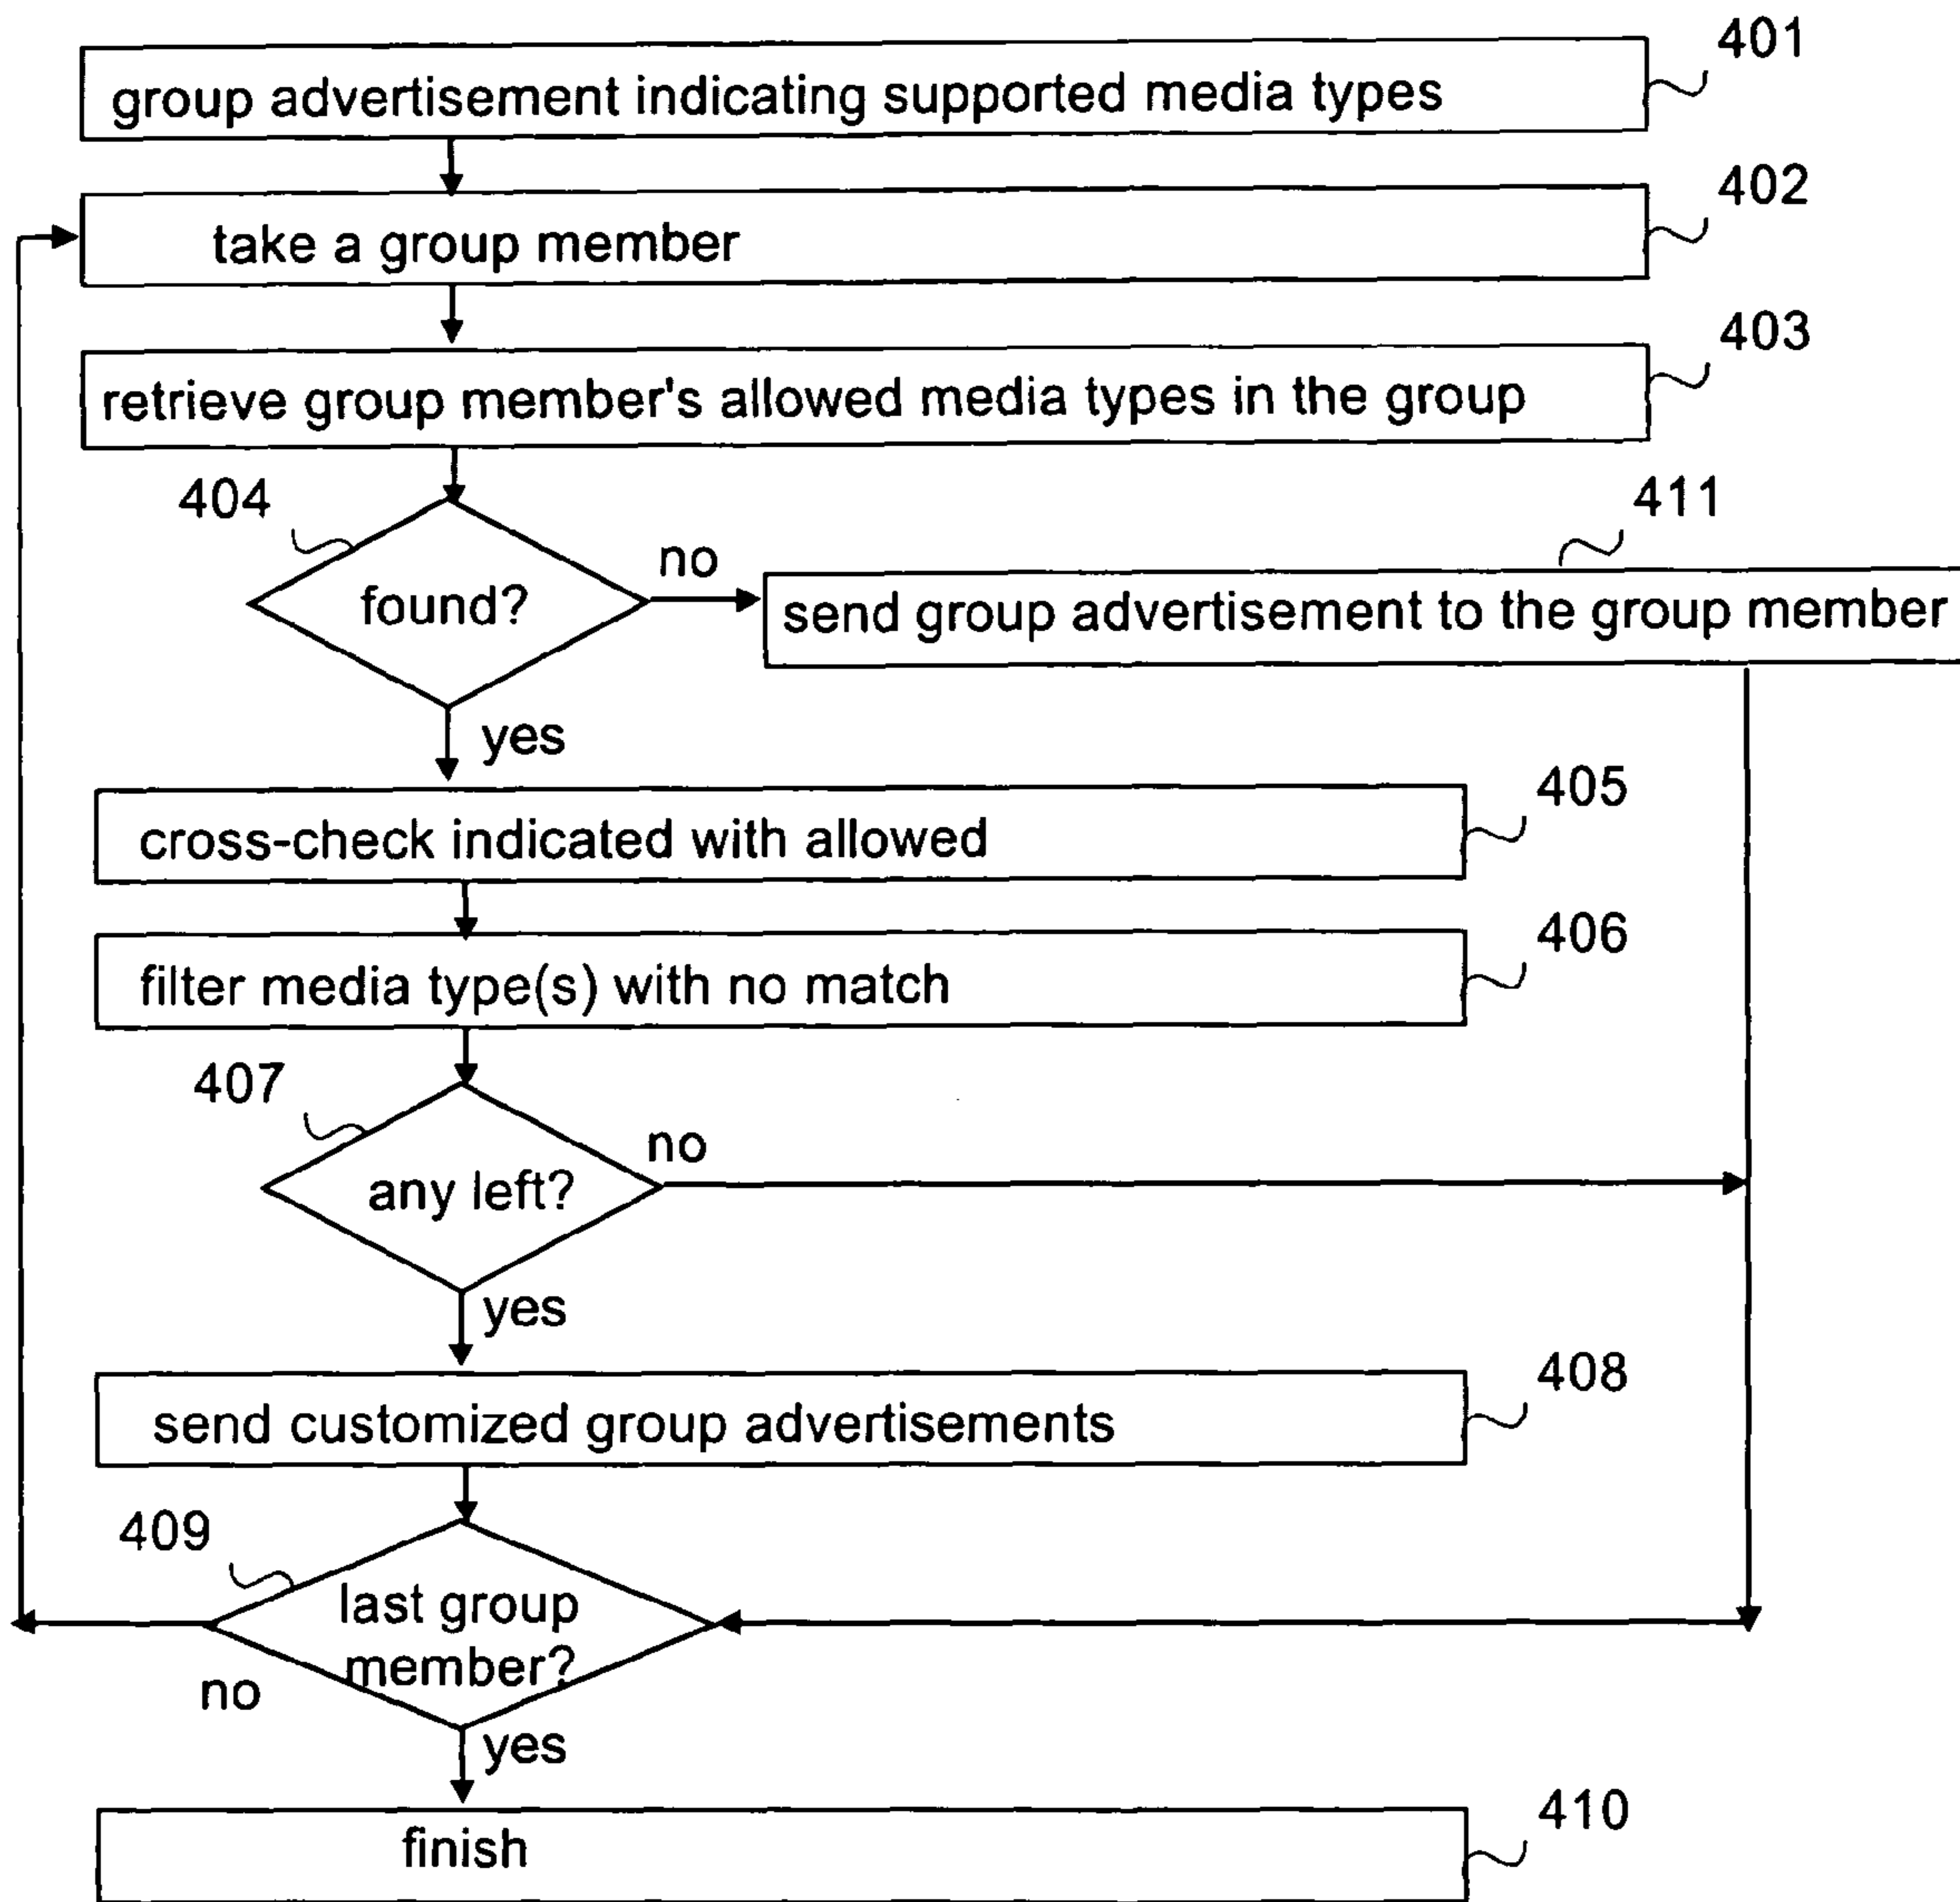 401
group advertisement indicating supported media types
402
take a group member
403
retrieve group member's allowed media types in the group
404
411
no
found?
send group advertisement to the group member
yes
405
cross-check indicated with allowed
406
filter media type(s) with no match
407
no
any left?
yes
408
send customized group advertisements
409
last group
member?
no
yes
410
finish